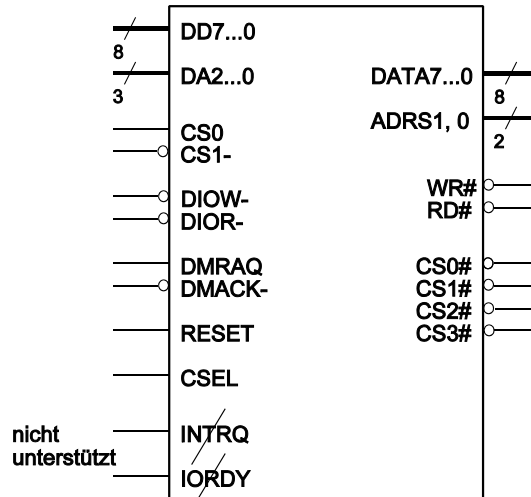 DD7...0
8
DA2...0
3
DATA7...0
8
ADRS1, 0
2
CS0
CS1-
DIOW-
DIOR-
WR#
RD#
DMRAQ
DMACK-
CS0#
CS1#
CS2#
CS3#
RESET
CSEL
nicht
unterstützt
INTRQ
IORDY